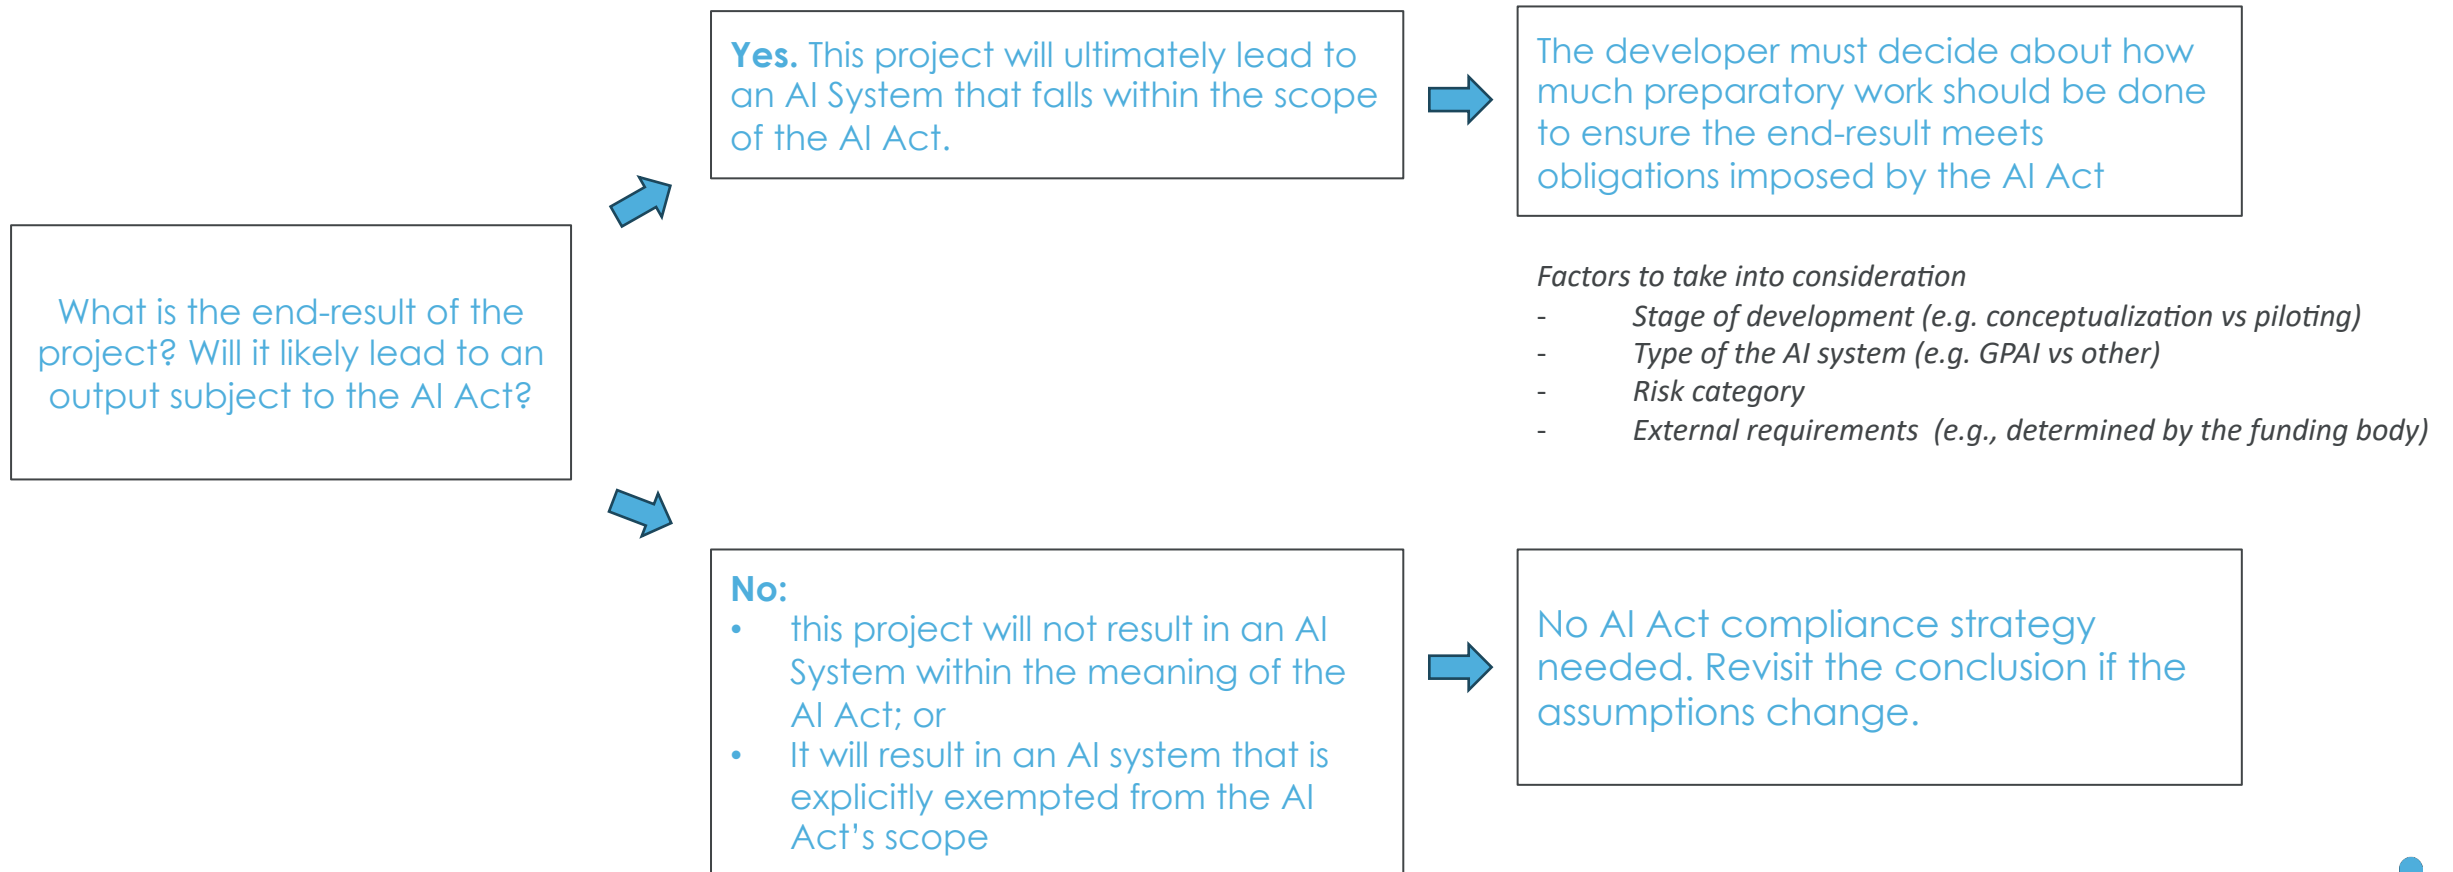 What is the end-result of the
project? Will it likely lead to an
output subject to the AI Act?
Yes. This project will ultimately lead to
an AI System that falls within the scope
of the AI Act.
The developer must decide about how
much preparatory work should be done
to ensure the end-result meets
obligations imposed by the AI Act
Factors to take into consideration
- Stage of development (e.g. conceptualization vs piloting)
- Type of the AI system (e.g. GPAI vs other)
- Risk category
- External requirements (e.g., determined by the funding body)
No:
• this project will not result in an AI
System within the meaning of the
AI Act; or
• It will result in an AI system that is
explicitly exempted from the AI
Act’s scope
No AI Act compliance strategy
needed. Revisit the conclusion if the
assumptions change.